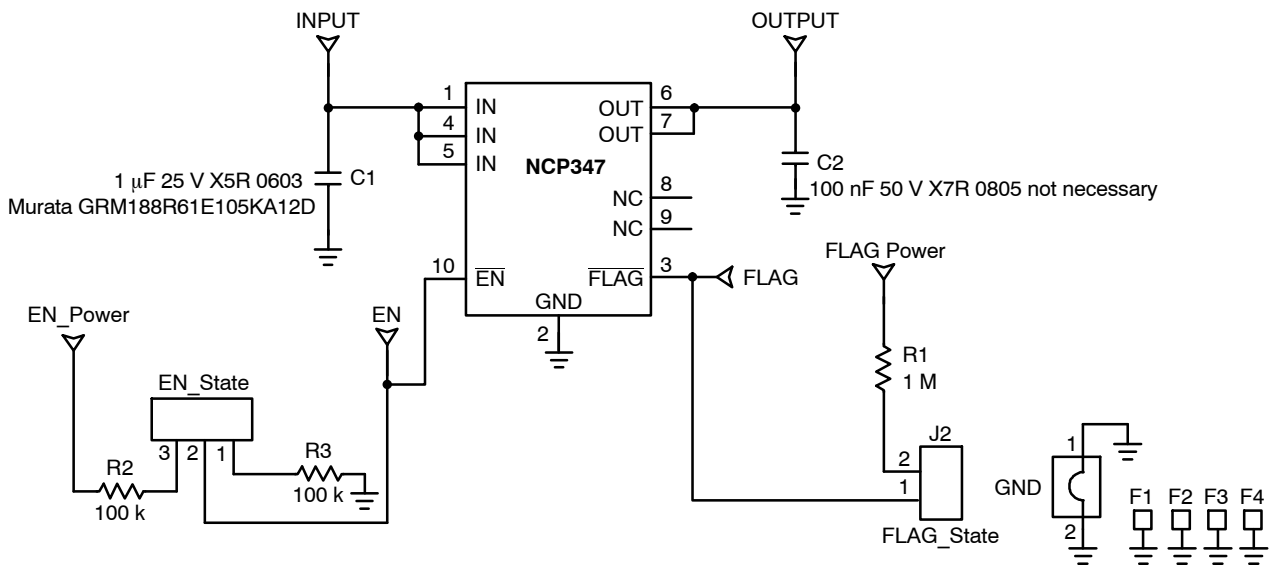 INPUT
OUTPUT
1 IN
OUT 6
4 IN
OUT 7
5 IN
NCP347
1 μF 25 V X5R 0603
C1
C2
Murata GRM188R61E105KA12D
100 nF 50 V X7R 0805 not necessary
NC 8
NC 9
FLAG Power
10 EN
FLAG 3
FLAG
GND
2
EN_Power
EN
R1
1 M
EN_State
3 2 1
R2
100 k
R3
100 k
J2
2
1
FLAG_State
1
GND
2
F1 F2 F3 F4